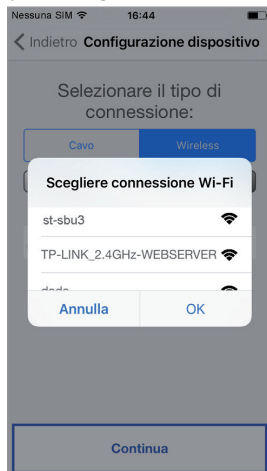 Nessuna SIM 16:44
Indietro Configurazione dispositivo
Selezionare il tipo di
connessione:
Cavo Wireless
Scegliere connessione Wi-Fi
st-sbu3
TP-LINK_2.4GHz-WEBSERVER
Annulla OK
Continua